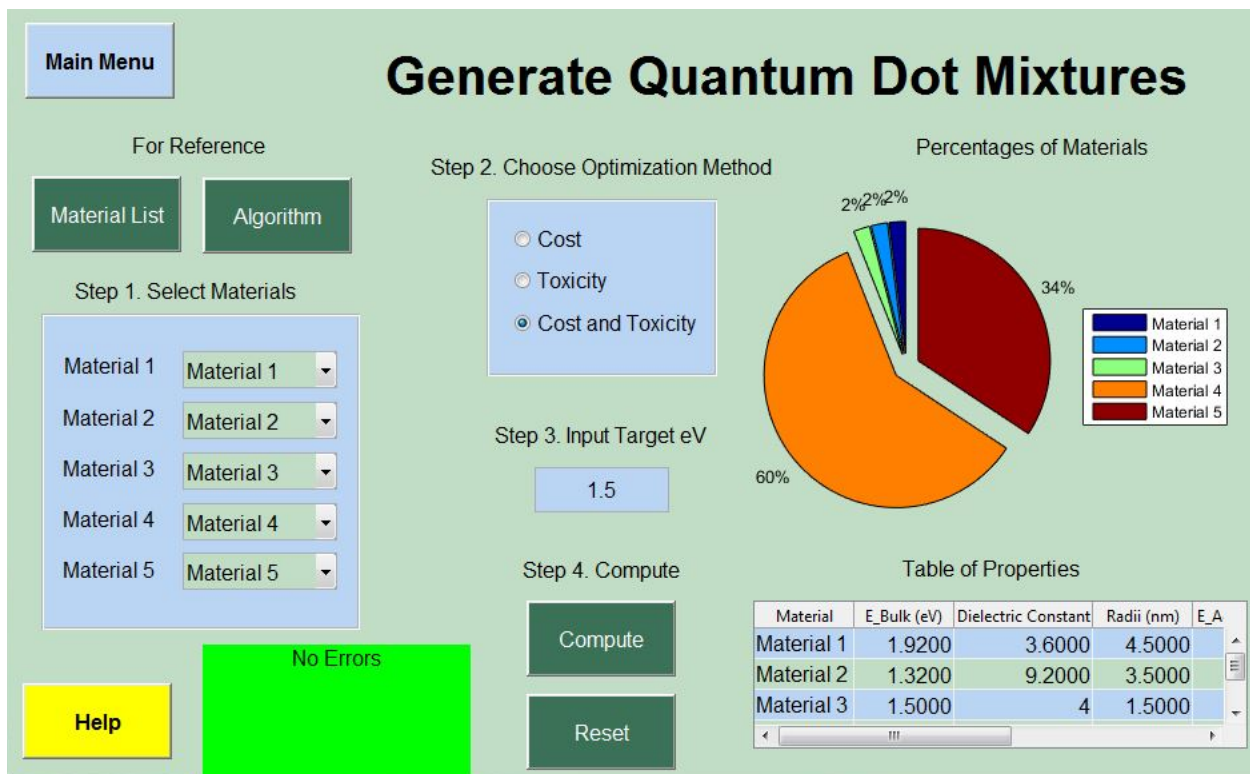 Main Menu
Generate Quantum Dot Mixtures
For Reference
Material List
Algorithm
Step 1. Select Materials
Material 1 Material 1
Material 2 Material 2
Material 3 Material 3
Material 4 Material 4
Material 5 Material 5
No Errors
Help
Step 2. Choose Optimization Method
Cost
Toxicity
Cost and Toxicity
Step 3. Input Target eV
1.5
Step 4. Compute
Compute
Reset
Percentages of Materials
2% 2% 2%
34%
60%
Material 1
Material 2
Material 3
Material 4
Material 5
Table of Properties
Material E_Bulk (eV) Dielectric Constant Radii (nm) E_A
Material 1 1.9200 3.6000 4.5000
Material 2 1.3200 9.2000 3.5000
Material 3 1.5000 4 1.5000